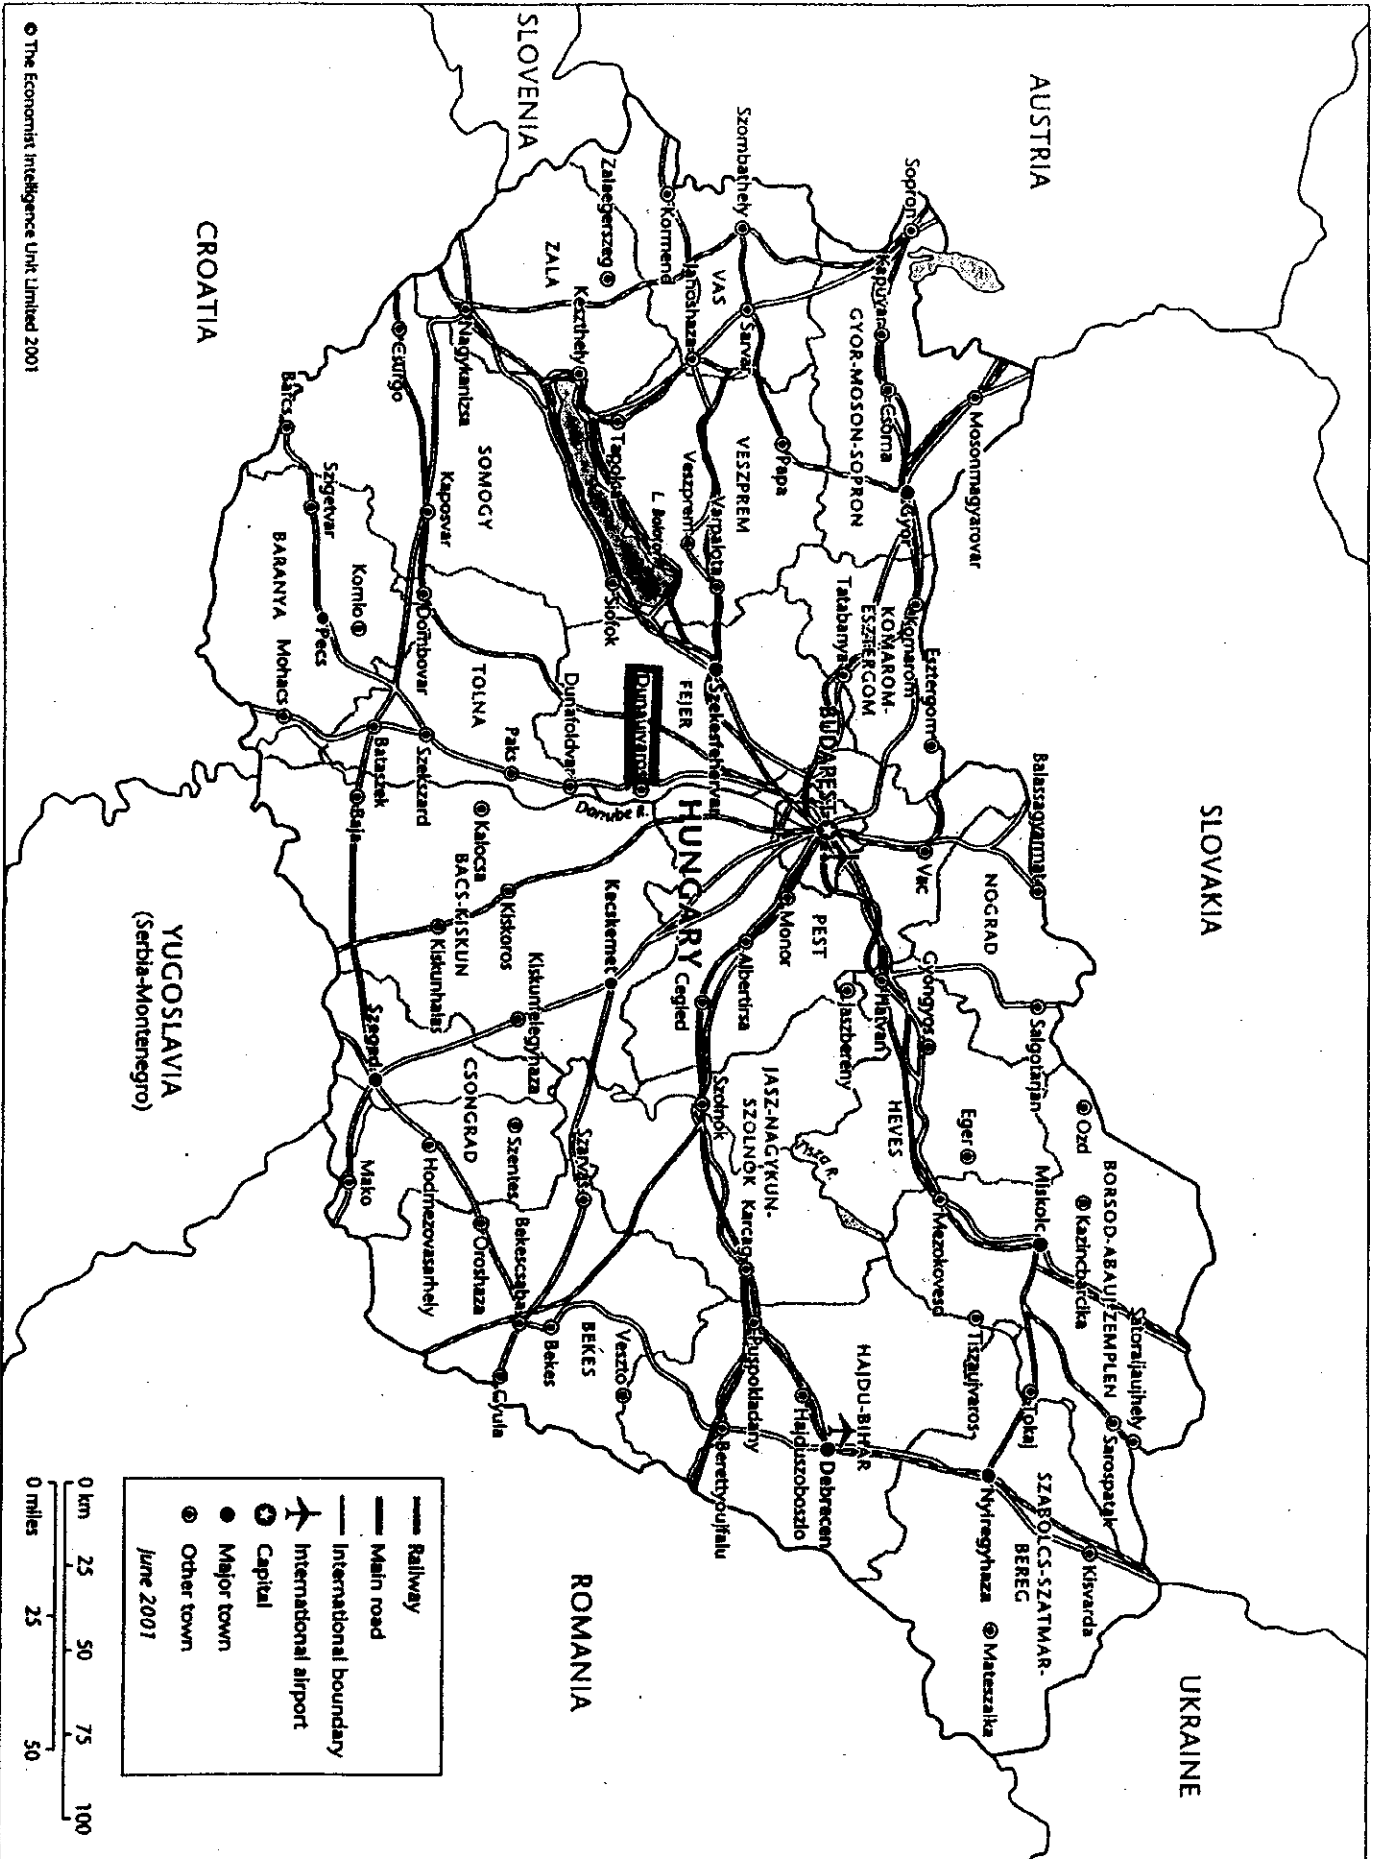 AUSTRIA
SLOVAKIA
UKRAINE
SLOVENIA
CROATIA
YUGOSLAVIA
(Serbia-Montenegro)
ROMANIA
HUNGARY
BUDAPEST
Sopron
Kapuvar
Csorna
Mosonmagyarovar
GYOR-MOSON-SOPRON
Gyor
Komarom
KOMAROM-
ESZTERGOM
Esztergom
Tatabanya
Balassagyarmat
Vac
NOGRAD
Salgotarjan
Ozd
BORSOD-ABAUJ-ZEMPLEN
Kazincbarcika
Miskolc
Satoraljaujhely
Sarospatak
Tokaj
SZABOLCS-SZATMAR-
BEREG
Kisvarda
Nyiregyhaza
Mateszalka
Szombathely
VAS
Sarvar
Papa
VESZPREM
Varpalota
Veszprem
Janoshaza
Kormend
Zalaegerszeg
ZALA
Keszthely
Tapolca
L Balaton
Siofok
Szekesfehervar
FEJER
Dunaujvaros
Dunafoldvar
Danube R.
PEST
Monor
Albertirsa
Cegled
Gyongyos
Hatvan
Jaszbereny
HEVES
Eger
Mezokovesd
Tiszaujvaros
Tisza R.
JASZ-NAGYKUN-
SZOLNOK
Szolnok
Karcag
Puspokladany
HAJDU-BIHAR
Hajduszoboszlo
Debrecen
Berettyoujfalu
Nagykanizsa
Csurgo
SOMOGY
Kaposvar
Dombovar
TOLNA
Paks
Szekszard
Bataszek
Barcs
Szigetvar
BARANYA
Komlo
Pecs
Mohacs
Baja
Kalocsa
BACS-KISKUN
Kiskoros
Kiskunhalas
Kecskemet
Kiskunfelegyhaza
Szeged
CSONGRAD
Szentes
Szarvas
Hodmezovasarhely
Mako
Oroshaza
Bekescsaba
Bekes
BEKES
Veszto
Gyula
Railway
Main road
International boundary
International airport
Capital
Major town
Other town
June 2001
0 km 25 50 75 100
0 miles 25 50
© The Economist Intelligence Unit Limited 2001